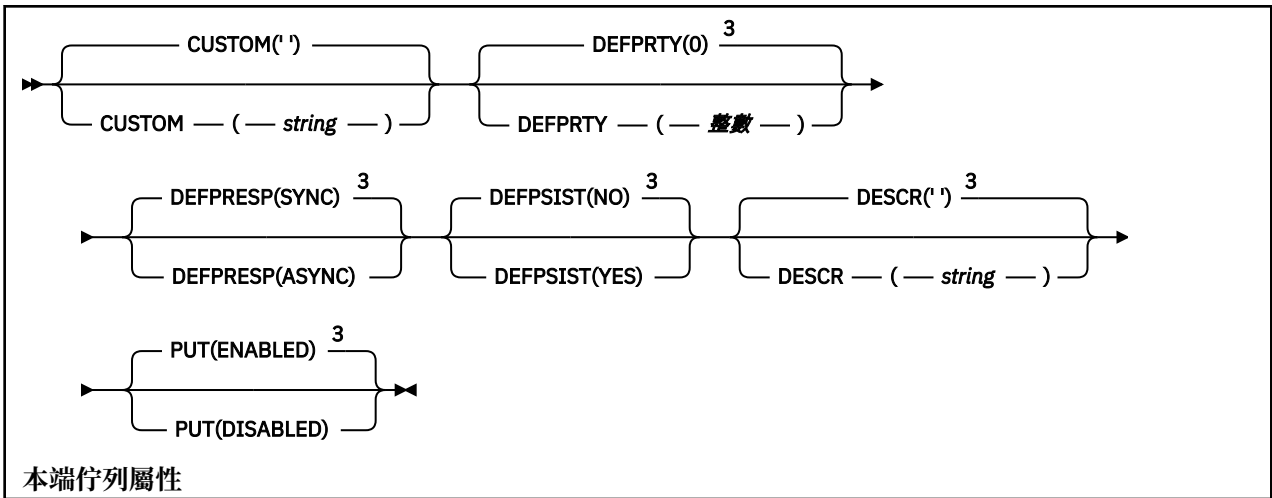 CUSTOM(' ') DEFPRTY(0) 3
CUSTOM ( string ) DEFPRTY ( 整數 )
DEFPRESP(SYNC) 3 DEFPSIST(NO) 3 DESCR(' ') 3
DEFPRESP(ASYNC) DEFPSIST(YES) DESCR ( string )
PUT(ENABLED) 3
PUT(DISABLED)
本端佇列屬性